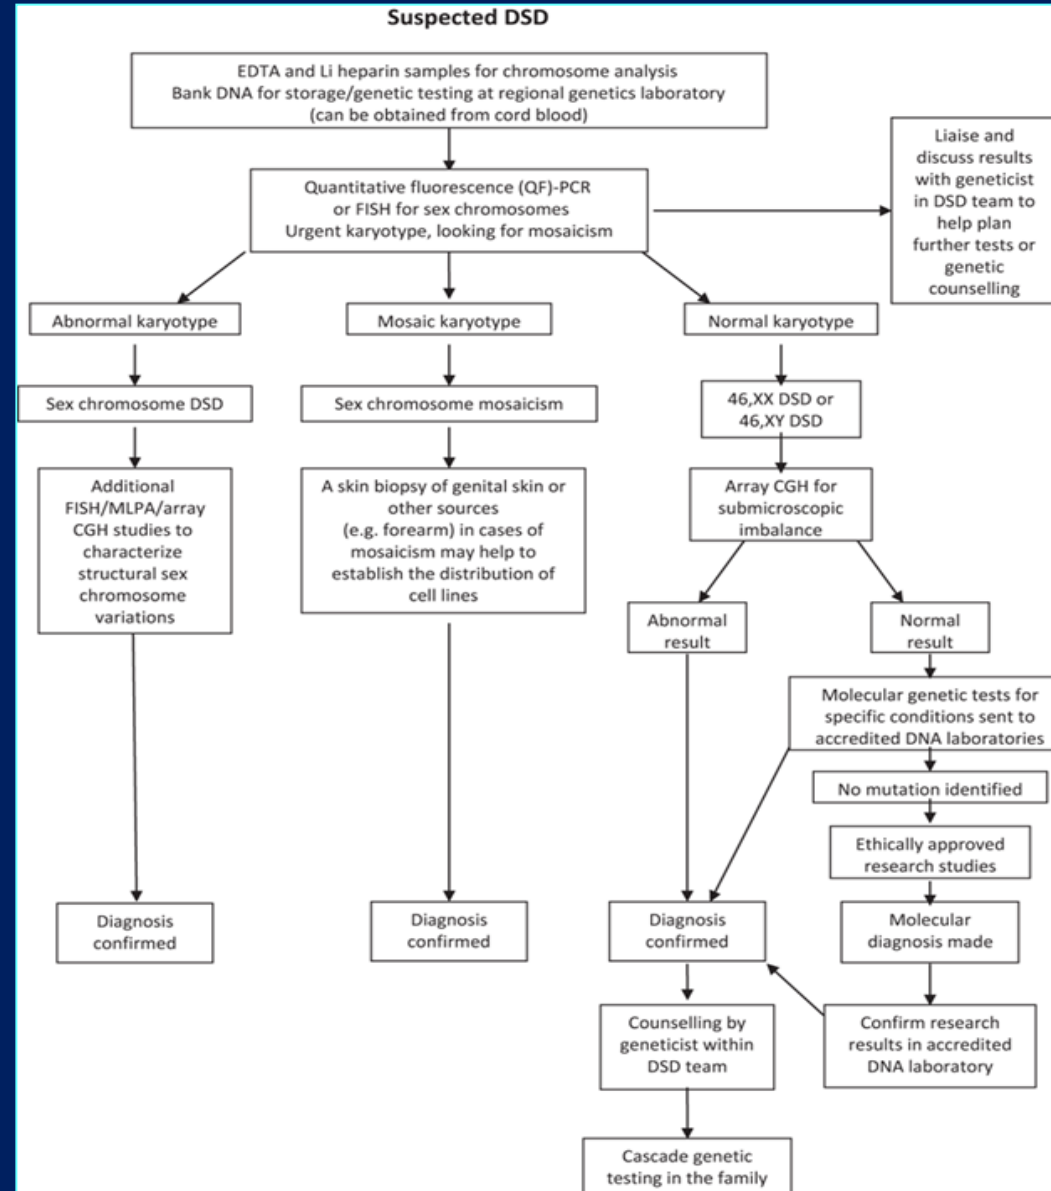 Suspected DSD
EDTA and Li heparin samples for chromosome analysis
Bank DNA for storage/genetic testing at regional genetics laboratory
(can be obtained from cord blood)
Liaise and
discuss results
with geneticist
in DSD team to
help plan
further tests or
genetic
counselling
Quantitative fluorescence (QF)-PCR
or FISH for sex chromosomes
Urgent karyotype, looking for mosaicism
Abnormal karyotype
Mosaic karyotype
Normal karyotype
Sex chromosome DSD
Sex chromosome mosaicism
46,XX DSD or
46,XY DSD
Additional
FISH/MLPA/array
CGH studies to
characterize
structural sex
chromosome
variations
A skin biopsy of genital skin or
other sources
(e.g. forearm) in cases of
mosaicism may help to
establish the distribution of
cell lines
Array CGH for
submicroscopic
imbalance
Abnormal
result
Normal
result
Molecular genetic tests for
specific conditions sent to
accredited DNA laboratories
No mutation identified
Ethically approved
research studies
Diagnosis
confirmed
Diagnosis
confirmed
Diagnosis
confirmed
Molecular
diagnosis made
Counselling by
geneticist within
DSD team
Confirm research
results in accredited
DNA laboratory
Cascade genetic
testing in the family